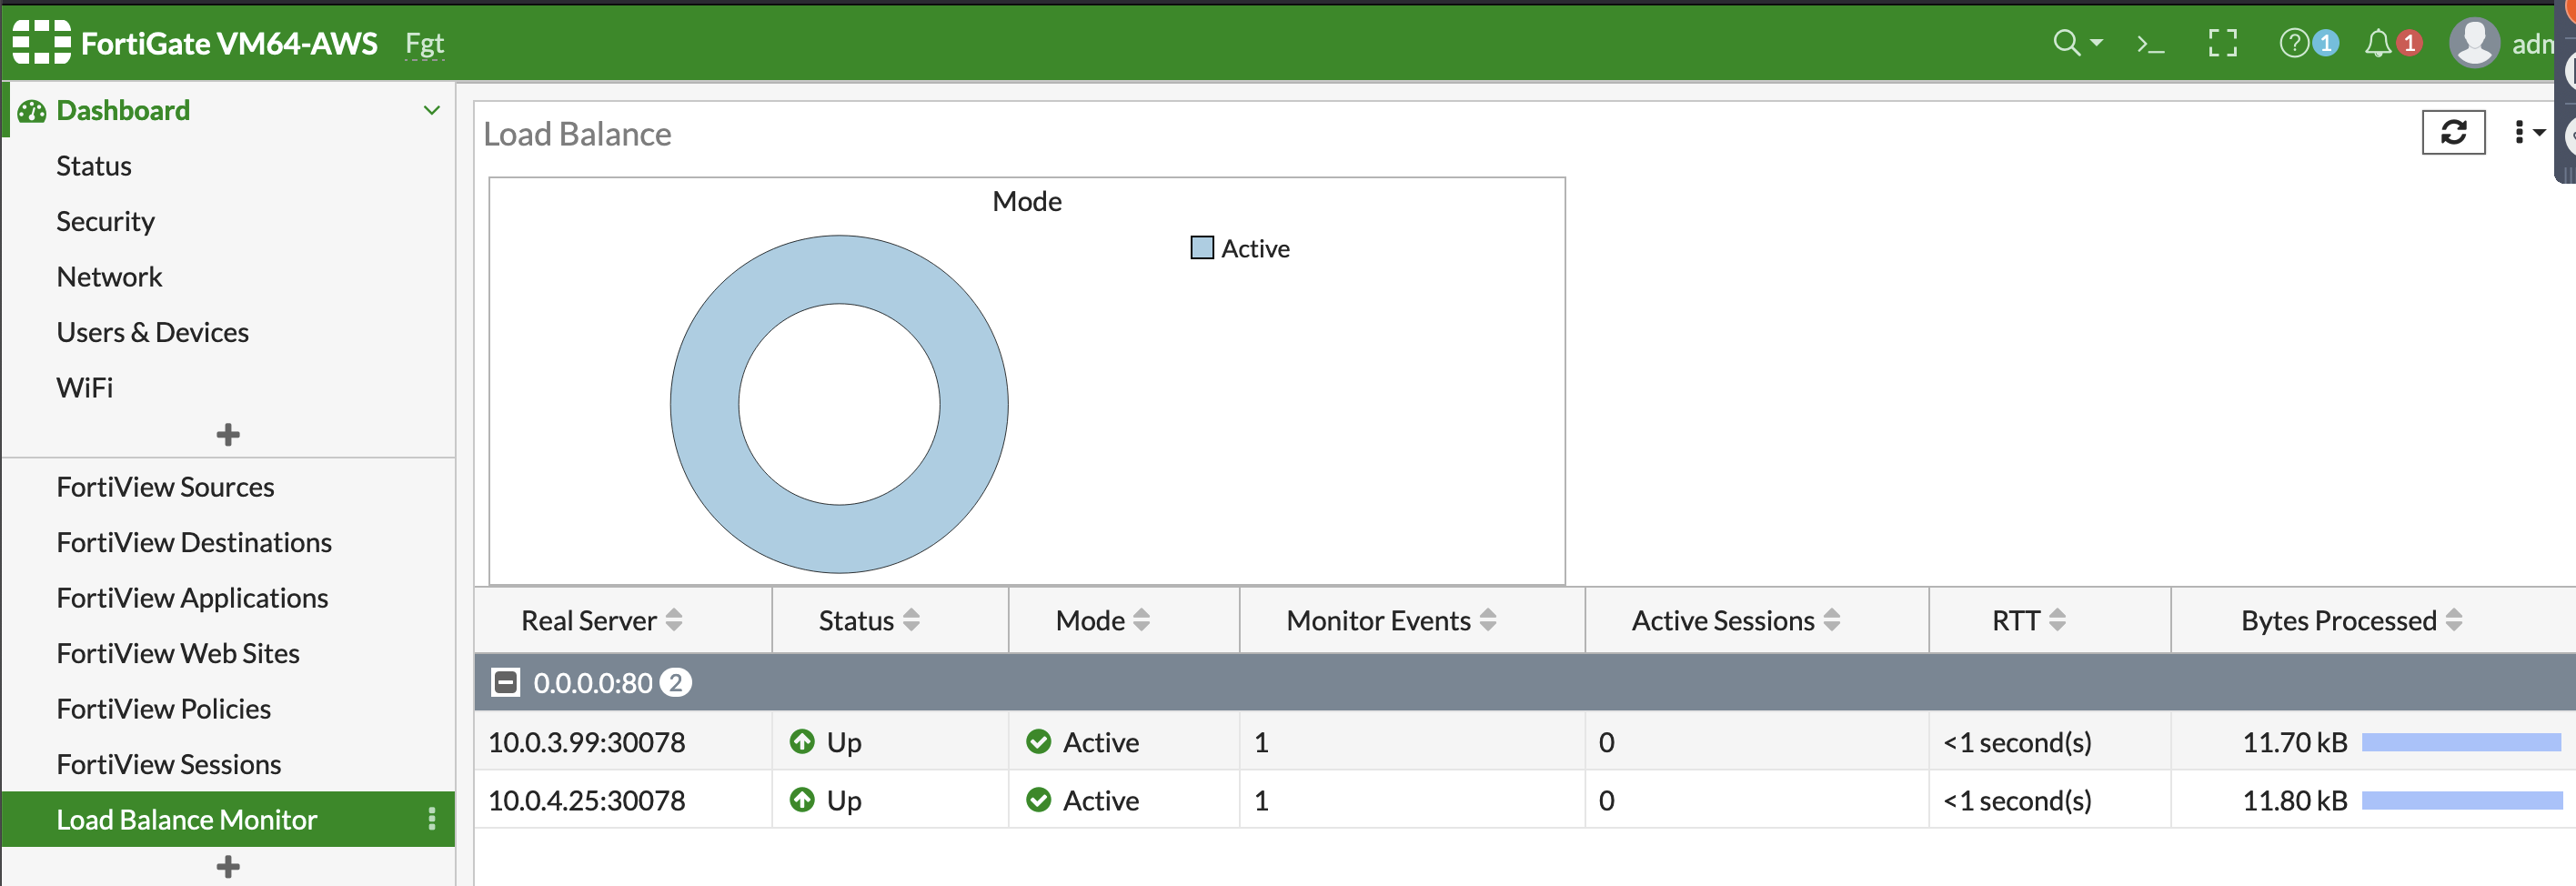 FortiGate VM64-AWS Fgt >_ ? 1 1 adm
Dashboard
Status
Security
Network
Users & Devices
WiFi
FortiView Sources
FortiView Destinations
FortiView Applications
FortiView Web Sites
FortiView Policies
FortiView Sessions
Load Balance Monitor
Load Balance
Mode
Active
Real Server Status Mode Monitor Events Active Sessions RTT Bytes Processed
0.0.0.0:80 2
10.0.3.99:30078 Up Active 1 0 <1 second(s) 11.70 kB
10.0.4.25:30078 Up Active 1 0 <1 second(s) 11.80 kB